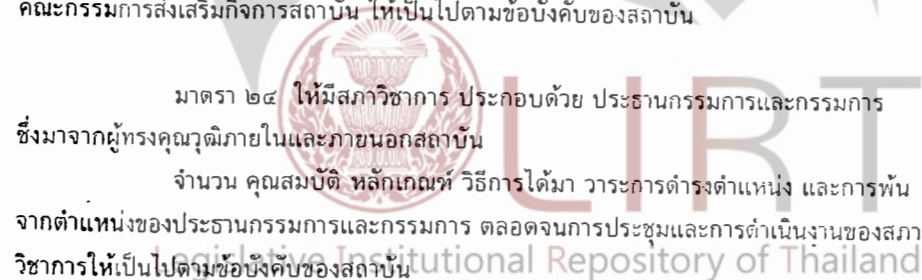 คณะกรรมการส่งเสริมกิจการสถาบัน ให้เป็นไปตามข้อบังคับของสถาบัน
มาตรา ๒๔ ให้มีสภาวิชาการ ประกอบด้วย ประธานกรรมการและกรรมการ
ซึ่งมาจากผู้ทรงคุณวุฒิภายในและภายนอกสถาบัน
จำนวน คุณสมบัติ หลักเกณฑ์ วิธีการได้มา วาระการดำรงตำแหน่ง และการพ้น
จากตำแหน่งของประธานกรรมการและกรรมการ ตลอดจนการประชุมและการดำเนินงานของสภา
วิชาการให้เป็นไปตามข้อบังคับของสถาบัน
LIRT
Legislative Institutional Repository of Thailand